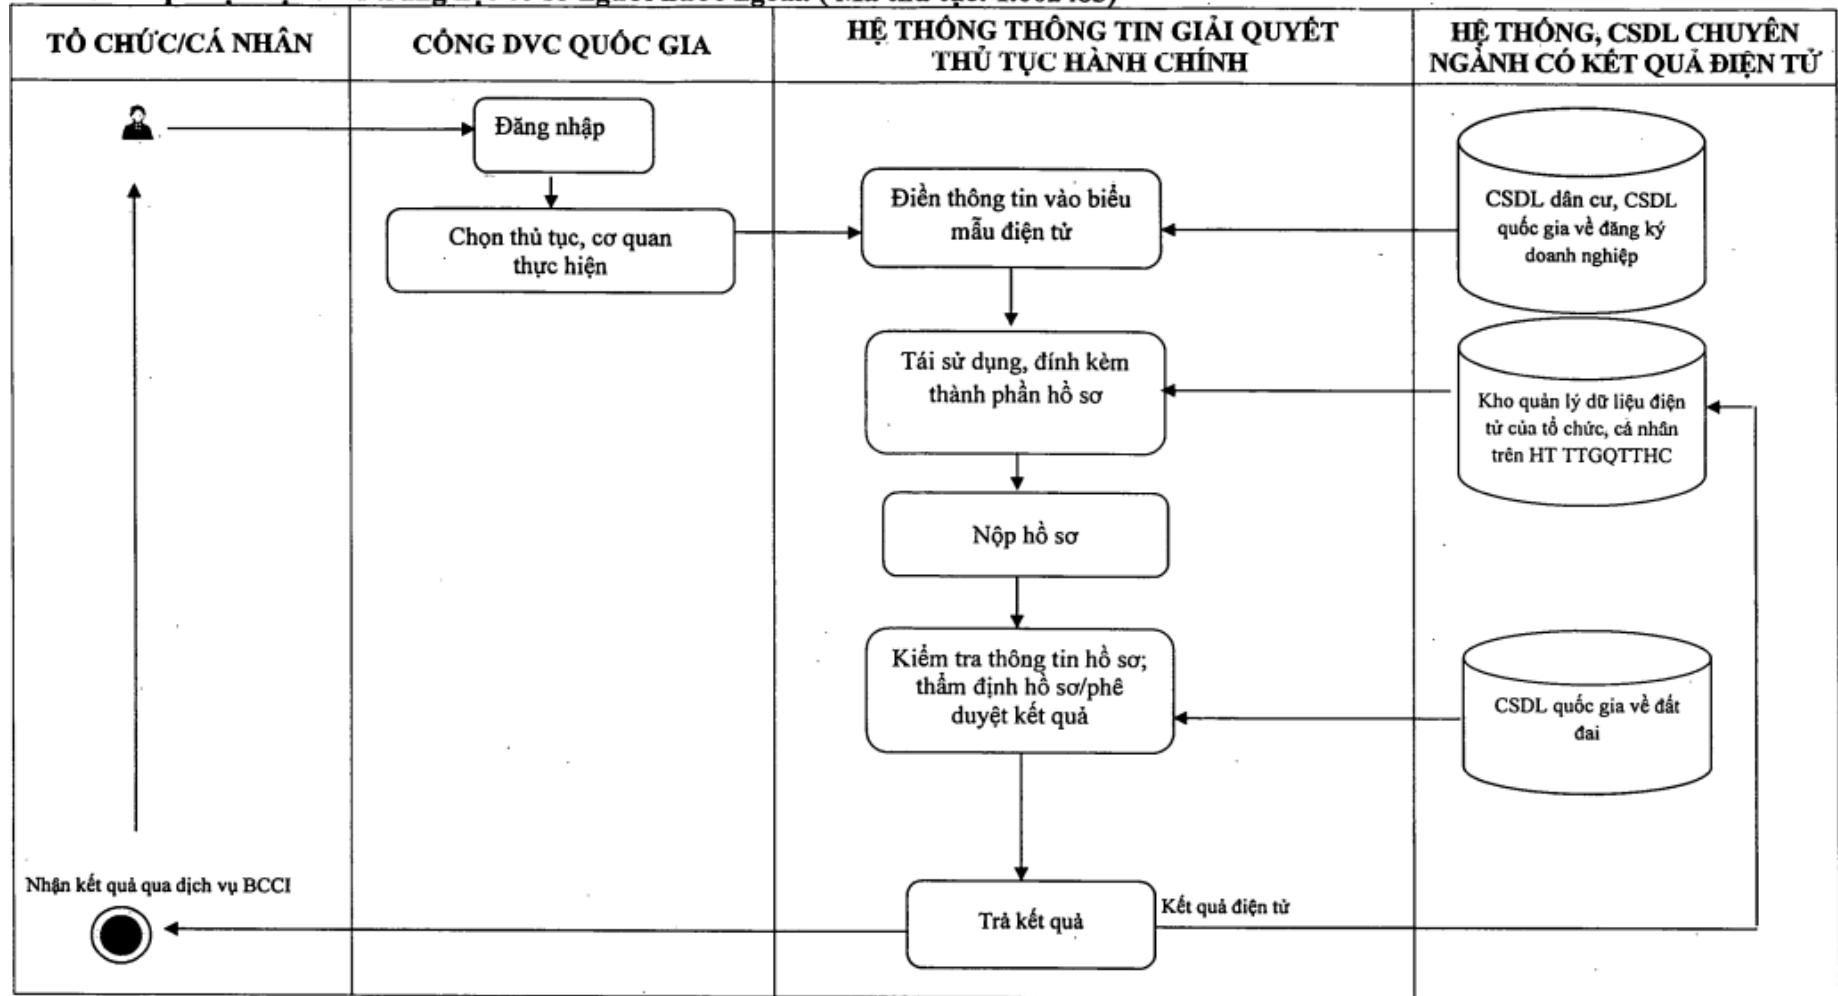 TỔ CHỨC/CÁ NHÂN
CỔNG DVC QUỐC GIA
HỆ THỐNG THÔNG TIN GIẢI QUYẾT
THỦ TỤC HÀNH CHÍNH
HỆ THỐNG, CSDL CHUYÊN
NGÀNH CÓ KẾT QUẢ ĐIỆN TỬ
Đăng nhập
Chọn thủ tục, cơ quan
thực hiện
Điền thông tin vào biểu
mẫu điện tử
CSDL dân cư, CSDL
quốc gia về đăng ký
doanh nghiệp
Tái sử dụng, đính kèm
thành phần hồ sơ
Kho quản lý dữ liệu điện
tử của tổ chức, cá nhân
trên HT TTGQTTHC
Nộp hồ sơ
Kiểm tra thông tin hồ sơ;
thẩm định hồ sơ/phê
duyệt kết quả
CSDL quốc gia về đất
đai
Nhận kết quả qua dịch vụ BCCI
Trả kết quả
Kết quả điện tử